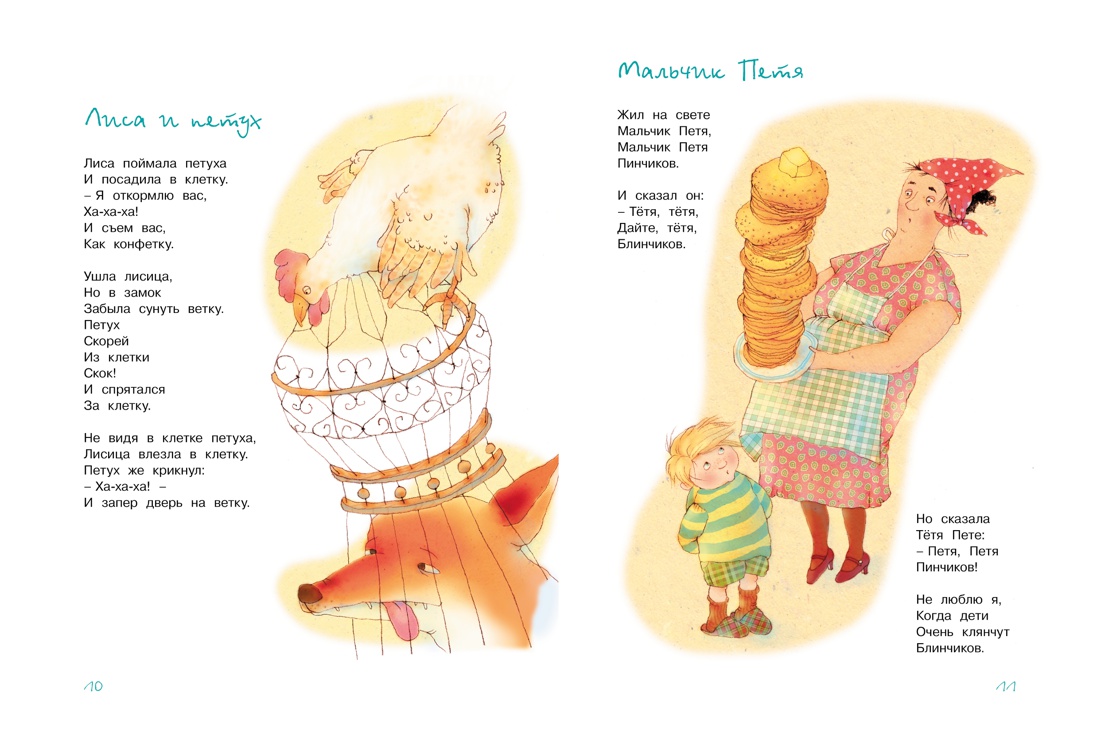 Лиса и петух
Лиса поймала петуха
И посадила в клетку.
– Я откормлю вас,
Ха-ха-ха!
И съем вас,
Как конфетку.
Ушла лисица,
Но в замок
Забыла сунуть ветку.
Петух
Скорей
Из клетки
Скок!
И спрятался
За клетку.
Не видя в клетке петуха,
Лисица влезла в клетку.
Петух же крикнул:
– Ха-ха-ха! –
И запер дверь на ветку.
10
Мальчик Петя
Жил на свете
Мальчик Петя,
Мальчик Петя
Пинчиков.
И сказал он:
– Тётя, тётя,
Дайте, тётя,
Блинчиков.
Но сказала
Тётя Пете:
– Петя, Петя
Пинчиков!
Не люблю я,
Когда дети
Очень клянчут
Блинчиков.
11